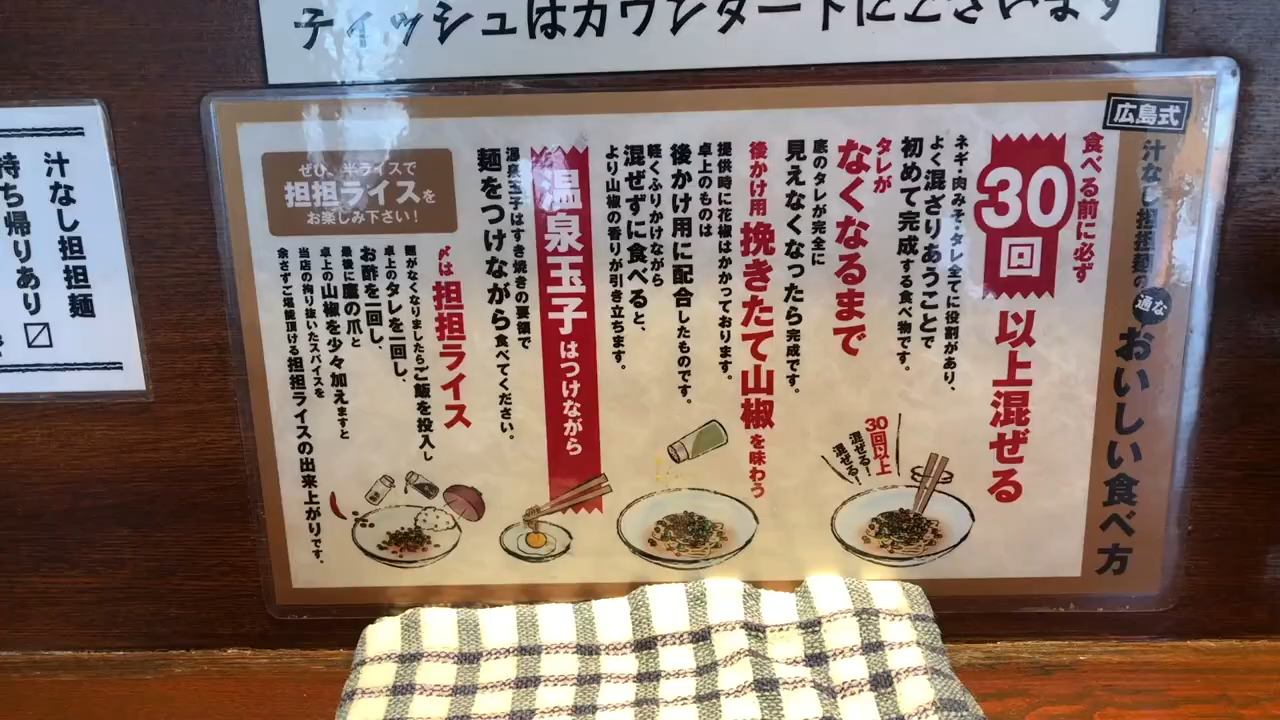 ティッシュはカウンター下にございます
汁なし担担麺
持ち帰りあり
広島式
汁なし担担麺の
適な
おいしい食べ方
食べる前に必ず
30回
以上混ぜる
ネギ・肉みそ・タレ全てに役割があり、
よく混ざりあうことで
初めて完成する食べ物です。
タレが
なくなるまで
底のタレが完全に
見えなくなったら完成です。
30回以上
混ぜる!
混ぜる!
後かけ用 挽きたて山椒を味わう
提供時に花椒はかかっております。
卓上のものは
後かけ用に配合したものです。
軽くふりかけながら
混ぜずに食べると、
より山椒の香りが引き立ちます。
温泉玉子はつけながら
温泉玉子はすき焼きの要領で
麺をつけながら食べてください。
ぜひ、半ライスで
担担ライスを
お楽しみ下さい!
〆は担担ライス
麺がなくなりましたらご飯を投入し
卓上のタレを一回し、
お酢を一回し、
最後に鷹の爪と
卓上の山椒を少々加えますと
当店の拘り抜いたスパイスを
余さずご堪能頂ける担担ライスの出来上がりです。